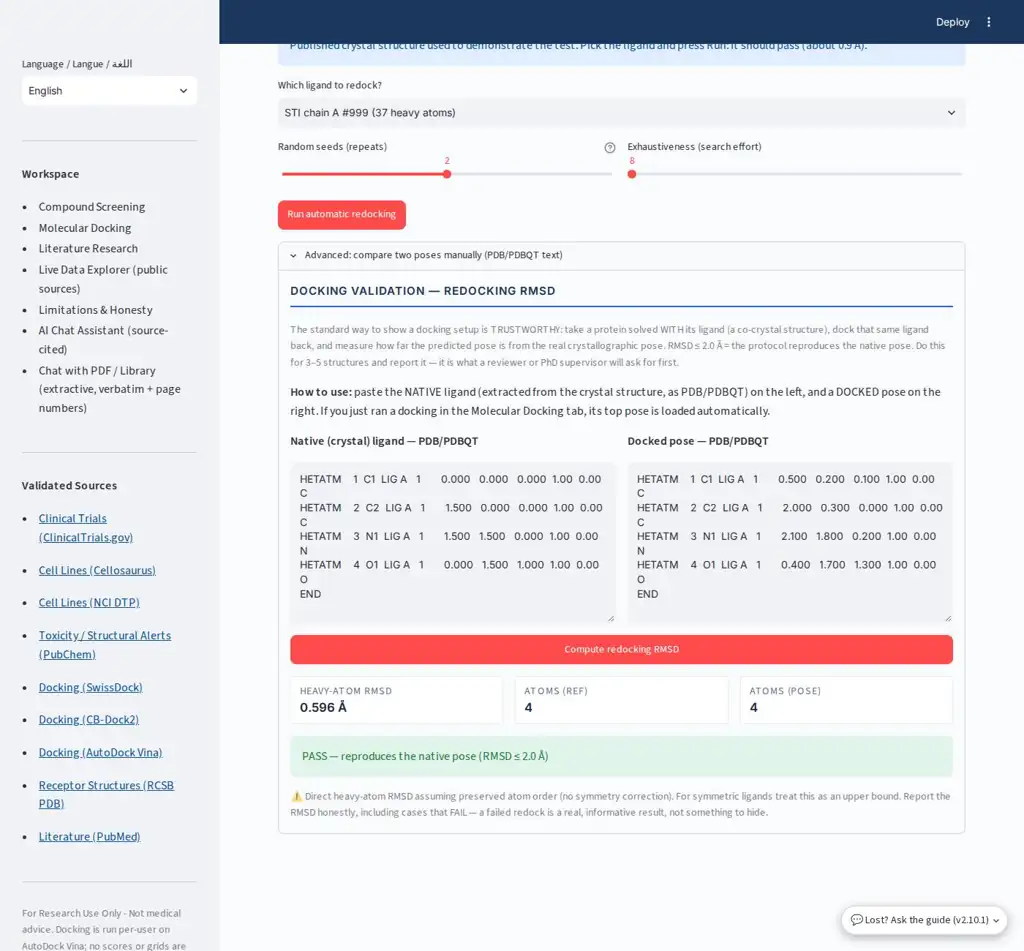 Deploy
Language / Langue / اللغة
English
Workspace
Compound Screening
Molecular Docking
Literature Research
Live Data Explorer (public
sources)
Limitations & Honesty
AI Chat Assistant (source-
cited)
Chat with PDF / Library
(extractive, verbatim + page
numbers)
Validated Sources
Clinical Trials
(ClinicalTrials.gov)
Cell Lines (Cellosaurus)
Cell Lines (NCI DTP)
Toxicity / Structural Alerts
(PubChem)
Docking (SwissDock)
Docking (CB-Dock2)
Docking (AutoDock Vina)
Receptor Structures (RCSB
PDB)
Literature (PubMed)
For Research Use Only - Not medical
advice. Docking is run per-user on
AutoDock Vina; no scores or grids are
Published crystal structure used to demonstrate the test. Pick the ligand and press Run: it should pass (about 0.9 Å).
Which ligand to redock?
STI chain A #999 (37 heavy atoms)
Random seeds (repeats)
2
Exhaustiveness (search effort)
8
Run automatic redocking
Advanced: compare two poses manually (PDB/PDBQT text)
DOCKING VALIDATION — REDOCKING RMSD
The standard way to show a docking setup is TRUSTWORTHY: take a protein solved WITH its ligand (a co-crystal structure), dock that same ligand
back, and measure how far the predicted pose is from the real crystallographic pose. RMSD ≤ 2.0 Å = the protocol reproduces the native pose. Do this
for 3–5 structures and report it — it is what a reviewer or PhD supervisor will ask for first.
How to use: paste the NATIVE ligand (extracted from the crystal structure, as PDB/PDBQT) on the left, and a DOCKED pose on the
right. If you just ran a docking in the Molecular Docking tab, its top pose is loaded automatically.
Native (crystal) ligand — PDB/PDBQT
HETATM 1 C1 LIG A 1 0.000 0.000 0.000 1.00 0.00
C
HETATM 2 C2 LIG A 1 1.500 0.000 0.000 1.00 0.00
C
HETATM 3 N1 LIG A 1 1.500 1.500 0.000 1.00 0.00
N
HETATM 4 O1 LIG A 1 0.000 1.500 1.000 1.00 0.00
O
END
Docked pose — PDB/PDBQT
HETATM 1 C1 LIG A 1 0.500 0.200 0.100 1.00 0.00
C
HETATM 2 C2 LIG A 1 2.000 0.300 0.000 1.00 0.00
C
HETATM 3 N1 LIG A 1 2.100 1.800 0.200 1.00 0.00
N
HETATM 4 O1 LIG A 1 0.400 1.700 1.300 1.00 0.00
O
END
Compute redocking RMSD
HEAVY-ATOM RMSD
0.596 Å
ATOMS (REF)
4
ATOMS (POSE)
4
PASS — reproduces the native pose (RMSD ≤ 2.0 Å)
⚠️ Direct heavy-atom RMSD assuming preserved atom order (no symmetry correction). For symmetric ligands treat this as an upper bound. Report the
RMSD honestly, including cases that FAIL — a failed redock is a real, informative result, not something to hide.
💬 Lost? Ask the guide (v2.10.1)